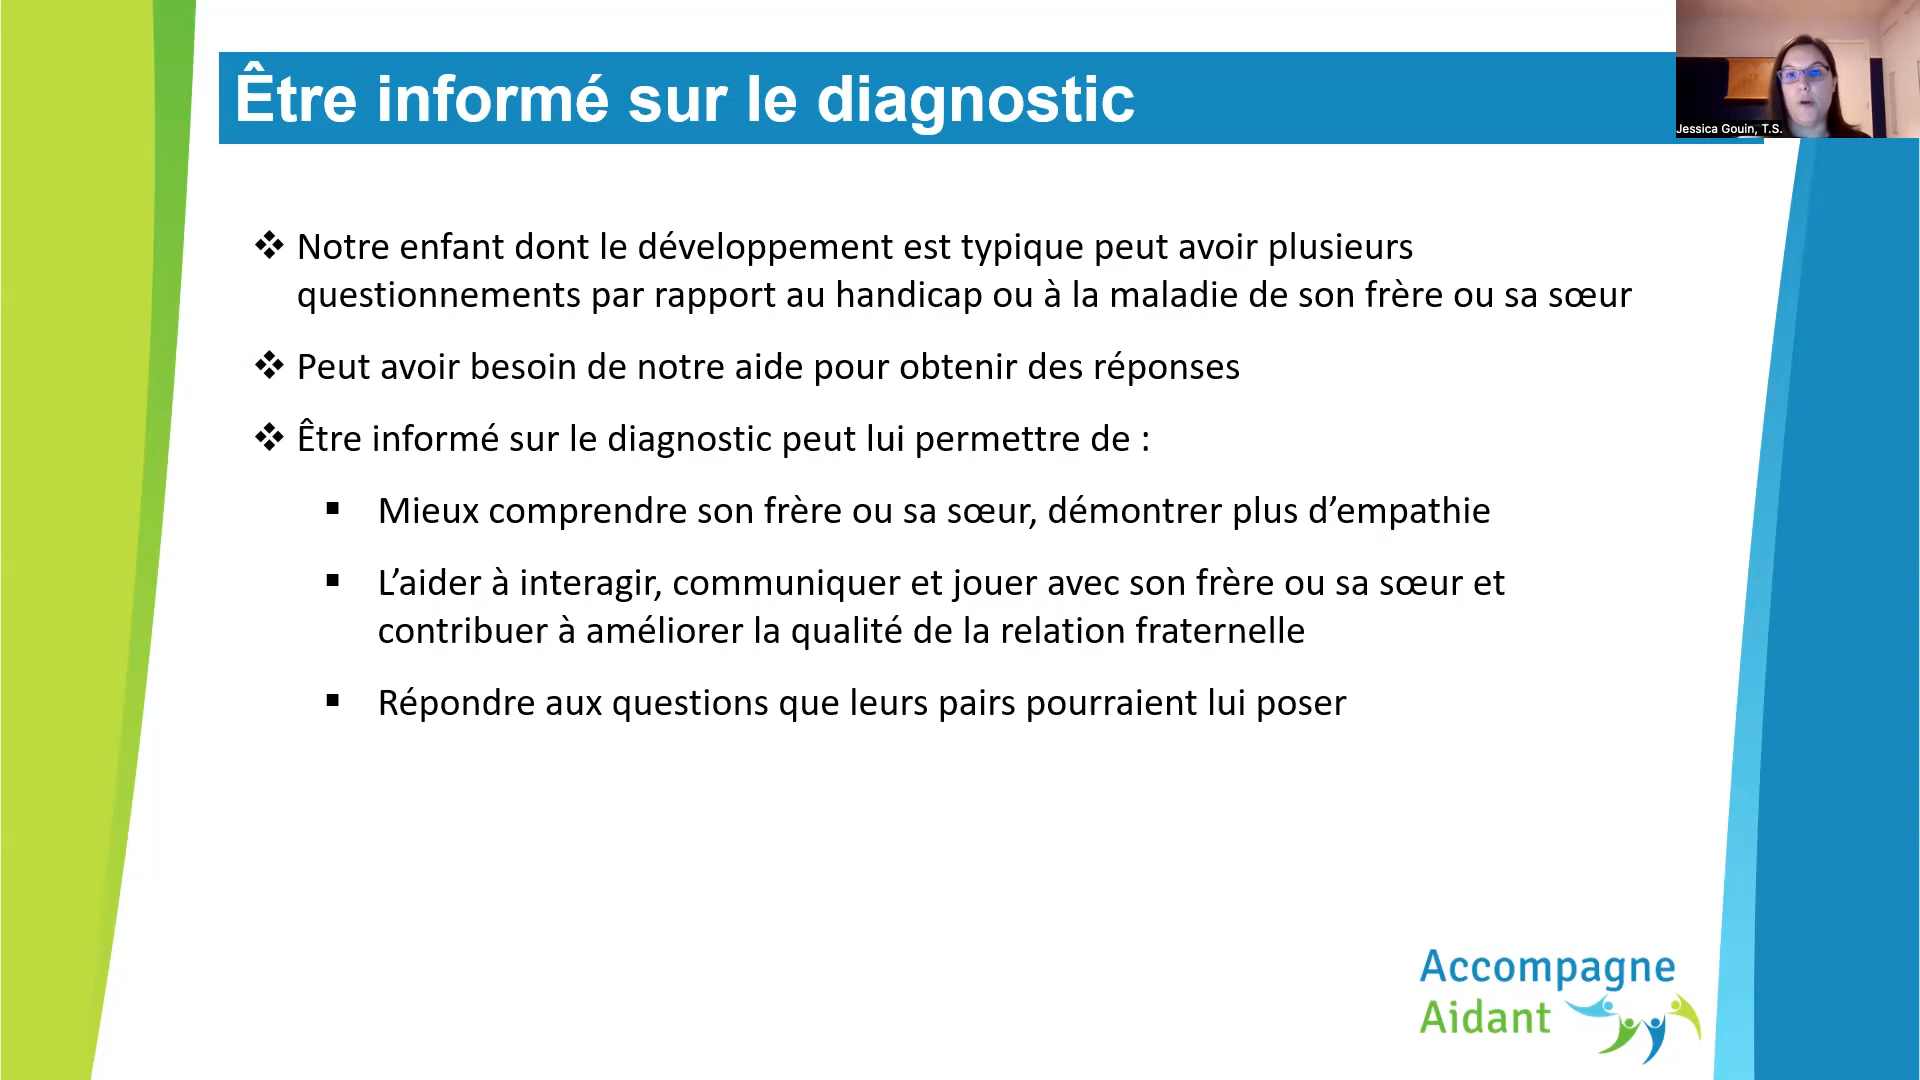 Être informé sur le diagnostic
Jessica Gouin, T.S.
❖ Notre enfant dont le développement est typique peut avoir plusieurs
questionnements par rapport au handicap ou à la maladie de son frère ou sa sœur
❖ Peut avoir besoin de notre aide pour obtenir des réponses
❖ Être informé sur le diagnostic peut lui permettre de :
▪ Mieux comprendre son frère ou sa sœur, démontrer plus d’empathie
▪ L’aider à interagir, communiquer et jouer avec son frère ou sa sœur et
contribuer à améliorer la qualité de la relation fraternelle
▪ Répondre aux questions que leurs pairs pourraient lui poser
Accompagne
Aidant